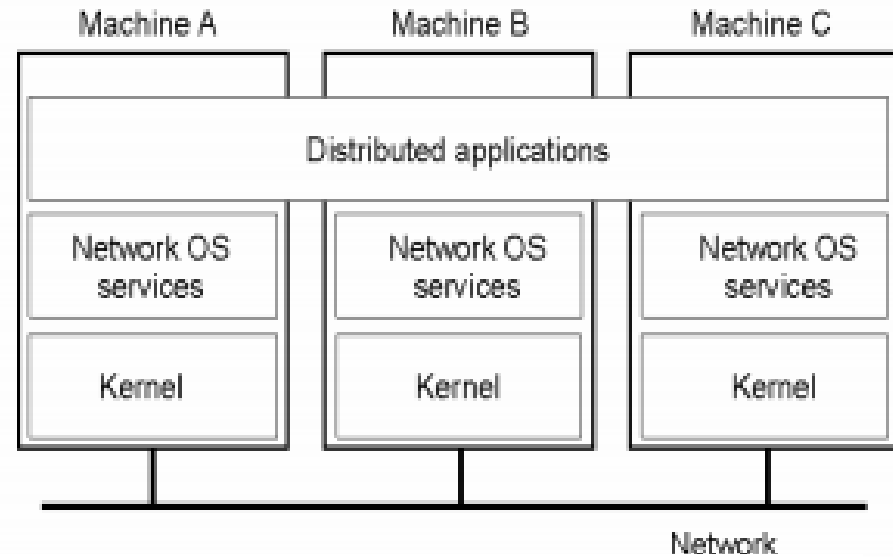 Machine A
Machine B
Machine C
Distributed applications
Network OS
services
Network OS
services
Network OS
services
Kernel
Kernel
Kernel
Network